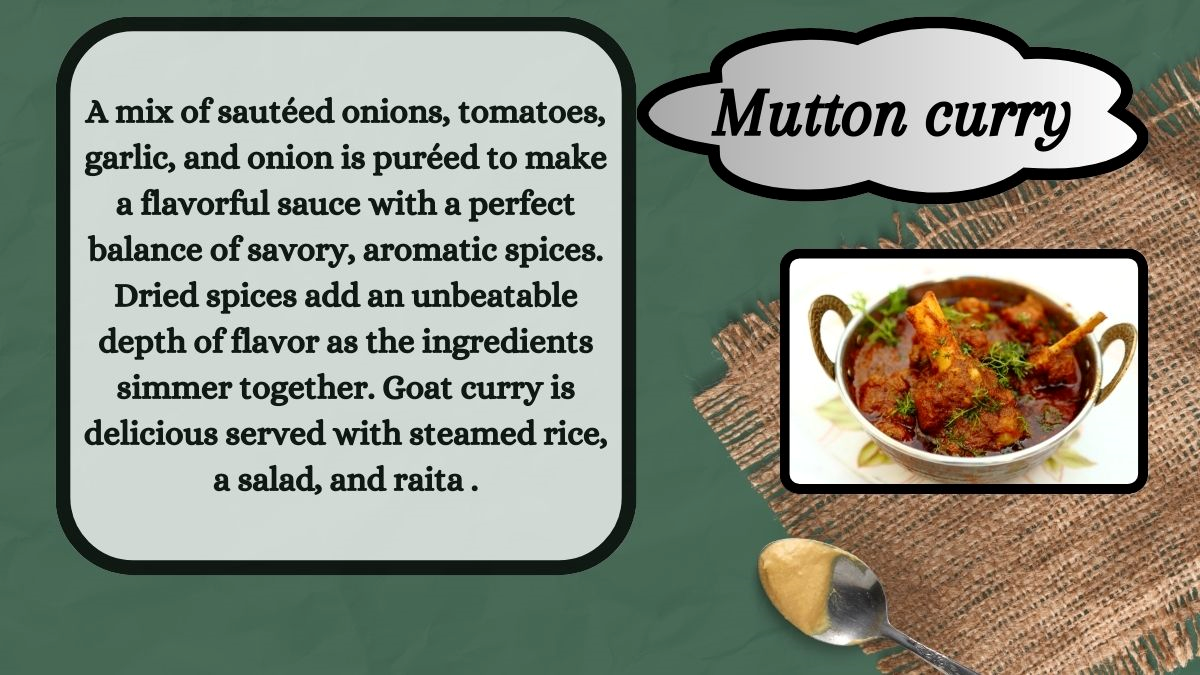 Mutton curry
A mix of sautéed onions, tomatoes,
garlic, and onion is puréed to make
a flavorful sauce with a perfect
balance of savory, aromatic spices.
Dried spices add an unbeatable
depth of flavor as the ingredients
simmer together. Goat curry is
delicious served with steamed rice,
a salad, and raita .